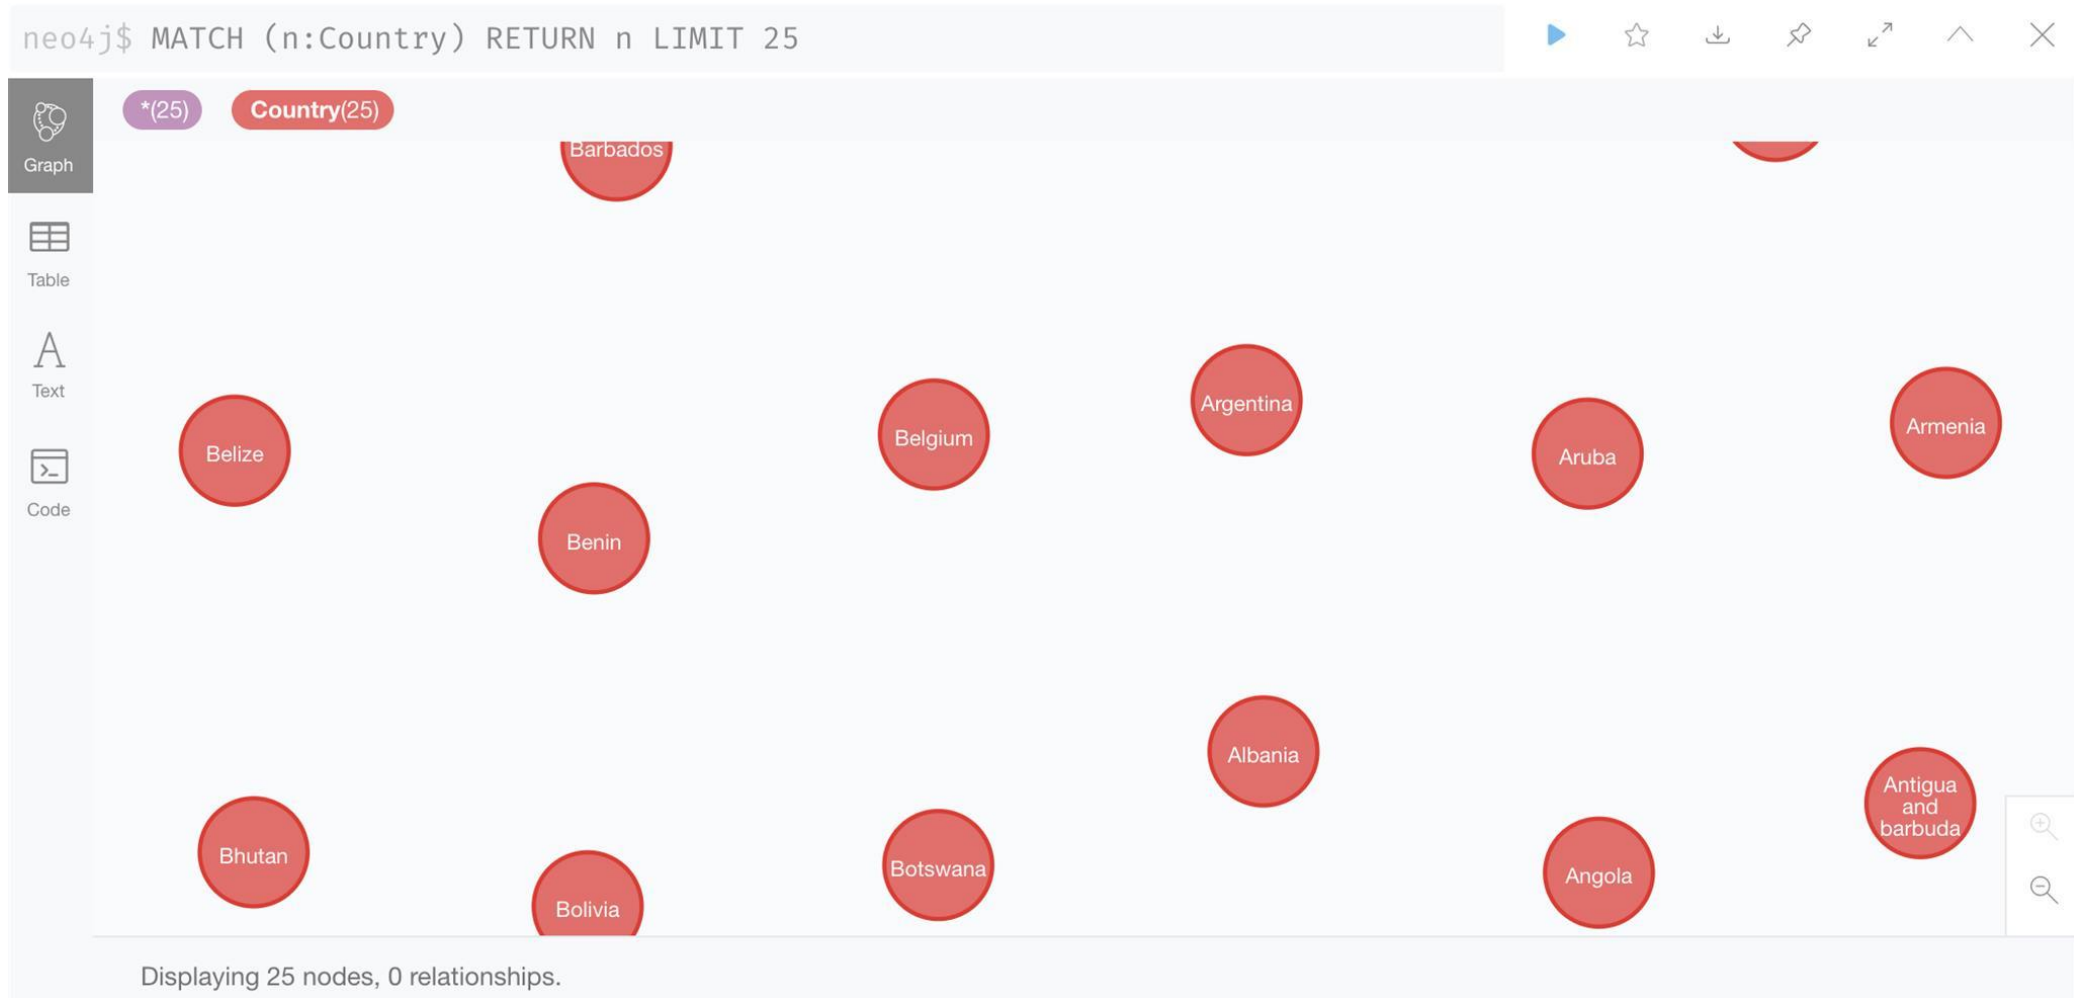 neo4j$ MATCH (n:Country) RETURN n LIMIT 25
*(25) Country(25)
Graph
Table
Text
Code
Barbados
Argentina
Armenia
Belgium
Belize
Aruba
Benin
Albania
Antigua
and
barbuda
Bhutan
Botswana
Angola
Bolivia
Displaying 25 nodes, 0 relationships.